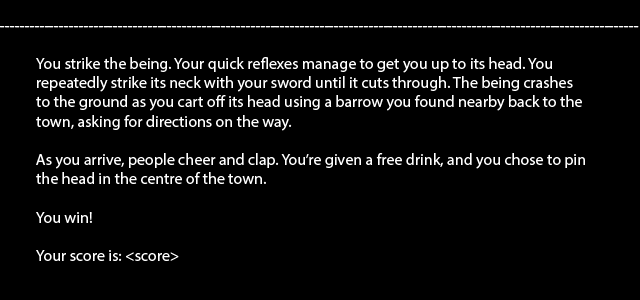 You strike the being. Your quick reflexes manage to get you up to its head. You
repeatedly strike its neck with your sword until it cuts through. The being crashes
to the ground as you cart off its head using a barrow you found nearby back to the
town, asking for directions on the way.
As you arrive, people cheer and clap. You’re given a free drink, and you chose to pin
the head in the centre of the town.
You win!
Your score is: <score>